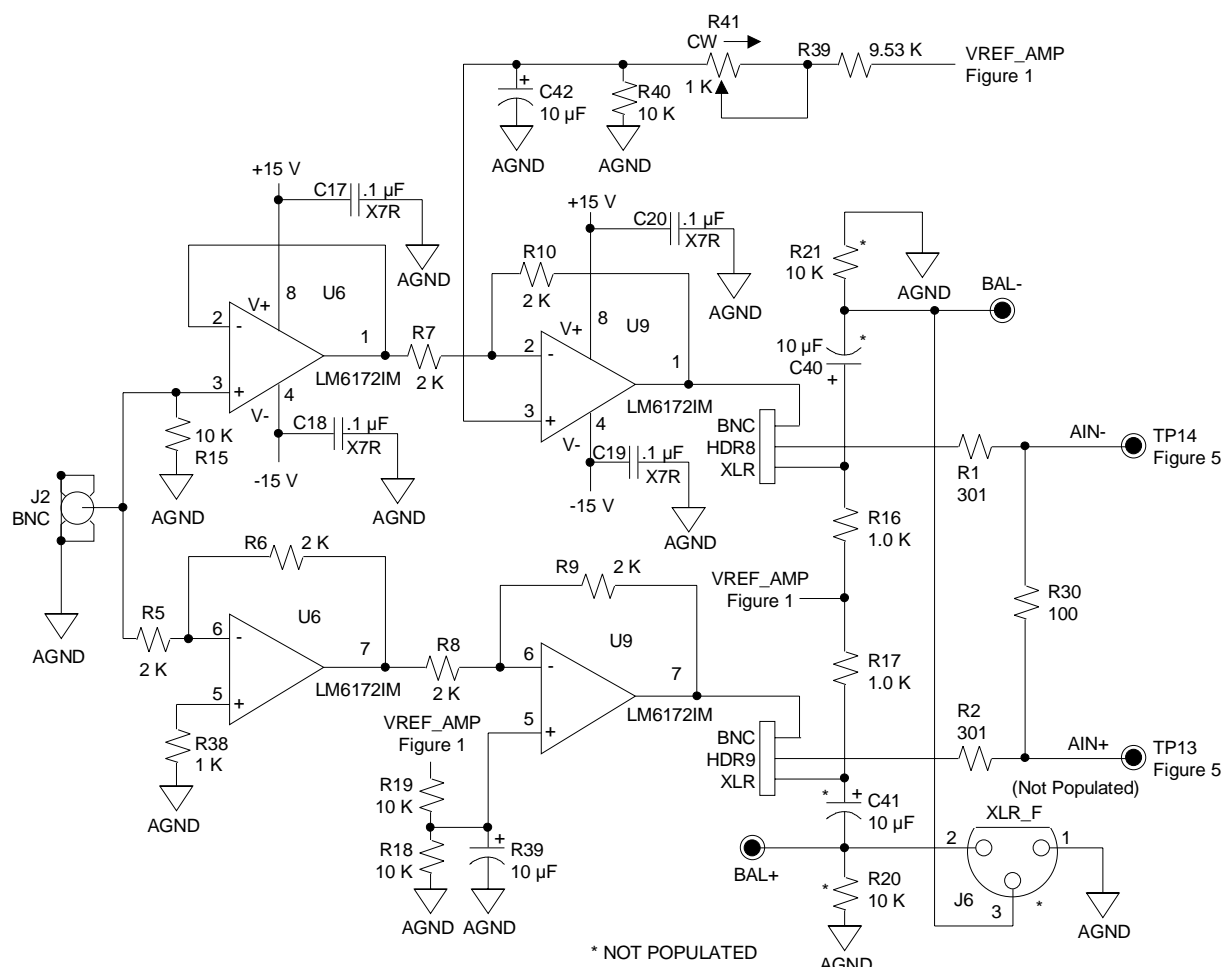 R41
CW
R39
9.53 K
VREF_AMP
Figure 1
1 K
+
C42
10 µF
R40
10 K
AGND
AGND
+15 V
C17
.1 µF
X7R
AGND
+15 V
C20
.1 µF
X7R
AGND
R21
*
10 K
AGND
BAL-
R10
2 K
8
U6
V+
2
-
1
3
+
4
V-
LM6172IM
R7
2 K
8
U9
V+
2
-
1
3
+
4
V-
LM6172IM
10 µF
*
C40
+
C18
.1 µF
X7R
-15 V
AGND
10 K
R15
AGND
C19
.1 µF
X7R
-15 V
AGND
BNC
HDR8
XLR
R1
301
AIN-
TP14
Figure 5
J2
BNC
AGND
R16
1.0 K
VREF_AMP
Figure 1
R30
100
R6
2 K
R9
2 K
R5
2 K
U6
6
-
7
5
+
LM6172IM
R8
2 K
U9
6
-
7
5
+
LM6172IM
R17
1.0 K
R38
1 K
AGND
VREF_AMP
Figure 1
R19
10 K
R18
10 K
+
R39
10 µF
AGND
AGND
BNC
HDR9
XLR
R2
301
AIN+
TP13
Figure 5
(Not Populated)
*
+
C41
10 µF
XLR_F
2
1
BAL+
*
R20
10 K
J6
3
*
AGND
AGND
* NOT POPULATED